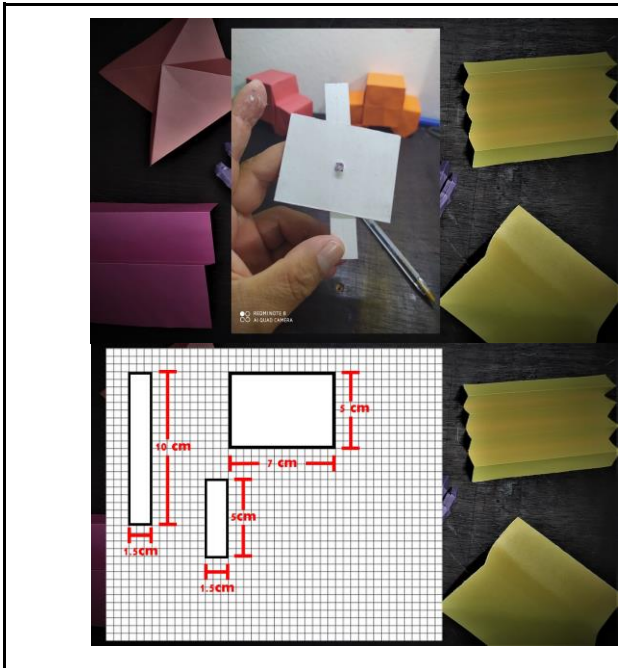 REDMI NOTE 8
AI QUAD CAMERA
10 cm
5 cm
7 cm
5cm
1.5cm
1.5cm